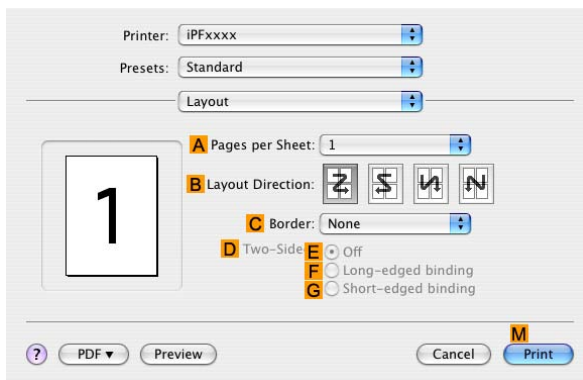 Printer: iPFxxxx
Presets: Standard
Layout
A Pages per Sheet: 1
1
B Layout Direction:
C Border: None
D Two-Side E Off
F Long-edged binding
G Short-edged binding
M
? PDF▼ Preview Cancel Print